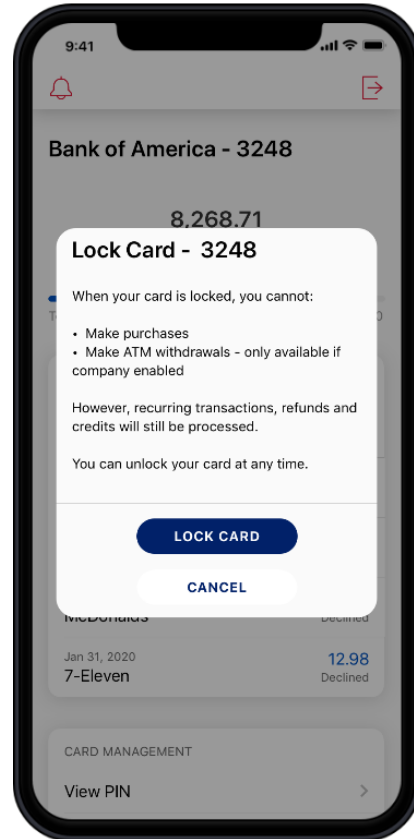 9:41
Bank of America - 3248
8,268.71
Lock Card - 3248
When your card is locked, you cannot:
• Make purchases
• Make ATM withdrawals - only available if
company enabled
However, recurring transactions, refunds and
credits will still be processed.
You can unlock your card at any time.
LOCK CARD
CANCEL
McDonalds
Declined
Jan 31, 2020
12.98
7-Eleven
Declined
CARD MANAGEMENT
View PIN